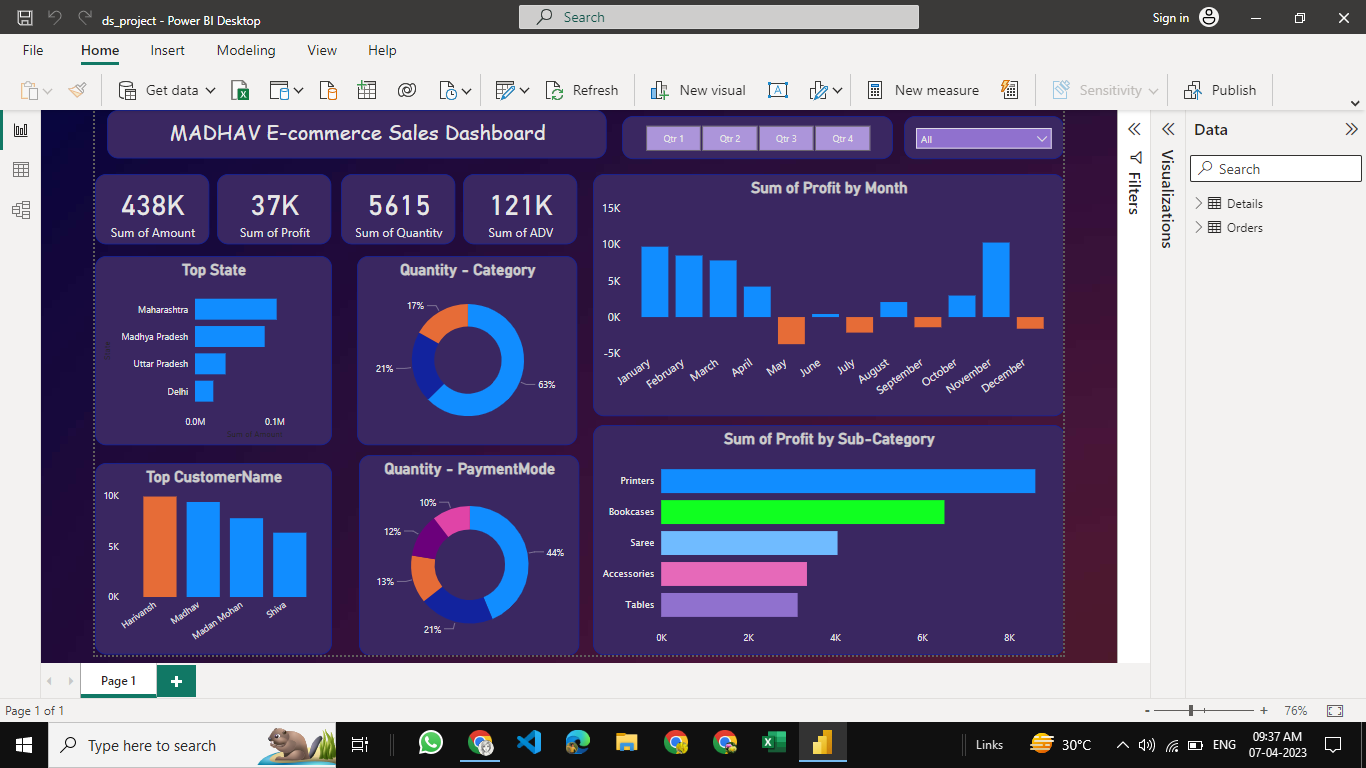 ds_project - Power BI Desktop
Search
Sign in
File Home Insert Modeling View Help
Get data
Refresh
New visual
New measure
Sensitivity
Publish
MADHAV E-commerce Sales Dashboard
Qtr 1 Qtr 2 Qtr 3 Qtr 4
All
438K
Sum of Amount
37K
Sum of Profit
5615
Sum of Quantity
121K
Sum of ADV
Sum of Profit by Month
15K
10K
5K
0K
-5K
January February March April May June July August September October November December
Top State
State
Maharashtra
Madhya Pradesh
Uttar Pradesh
Delhi
0.0M 0.1M
Sum of Amount
Quantity - Category
17%
21%
63%
Top CustomerName
10K
5K
0K
Harivansh Madhav Madan Mohan Shiva
Quantity - PaymentMode
10%
12%
44%
13%
21%
Sum of Profit by Sub-Category
Printers
Bookcases
Saree
Accessories
Tables
0K 2K 4K 6K 8K
Filters
Visualizations
Data
Search
Details
Orders
Page 1
Page 1 of 1
- + 76%
Type here to search
Links
30°C
ENG
09:37 AM
07-04-2023